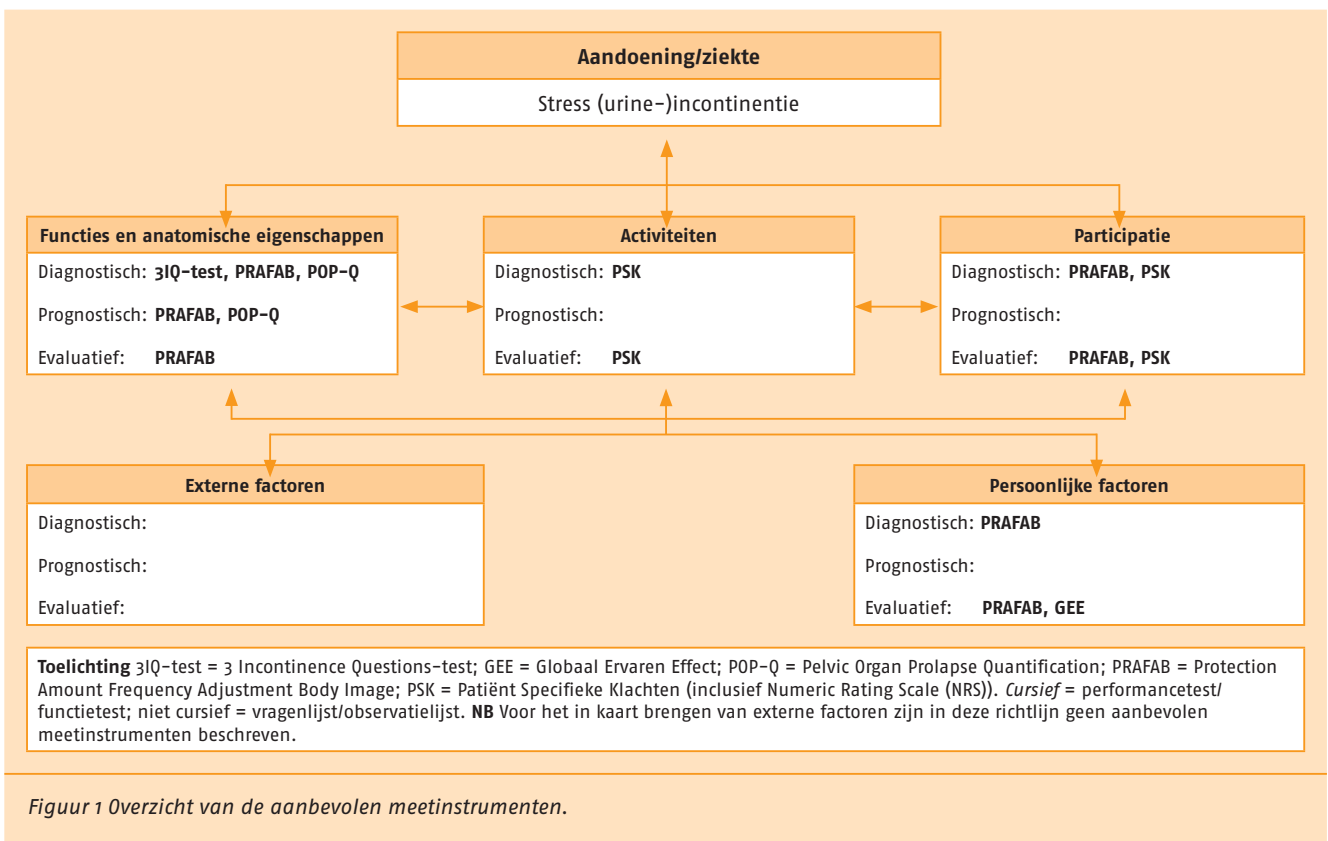 Aandoening/ziekte
Stress (urine-)incontinentie
Functies en anatomische eigenschappen
Diagnostisch: 3IQ-test, PRAFAB, POP-Q
Prognostisch: PRAFAB, POP-Q
Evaluatief: PRAFAB
Activiteiten
Diagnostisch: PSK
Prognostisch:
Evaluatief: PSK
Participatie
Diagnostisch: PRAFAB, PSK
Prognostisch:
Evaluatief: PRAFAB, PSK
Externe factoren
Diagnostisch:
Prognostisch:
Evaluatief:
Persoonlijke factoren
Diagnostisch: PRAFAB
Prognostisch:
Evaluatief: PRAFAB, GEE
Toelichting 3IQ-test = 3 Incontinence Questions-test; GEE = Globaal Ervaren Effect; POP-Q = Pelvic Organ Prolapse Quantification; PRAFAB = Protection
Amount Frequency Adjustment Body Image; PSK = Patiënt Specifieke Klachten (inclusief Numeric Rating Scale (NRS)). Cursief = performancetest/
functietest; niet cursief = vragenlijst/observatielijst. NB Voor het in kaart brengen van externe factoren zijn in deze richtlijn geen aanbevolen
meetinstrumenten beschreven.
Figuur 1 Overzicht van de aanbevolen meetinstrumenten.